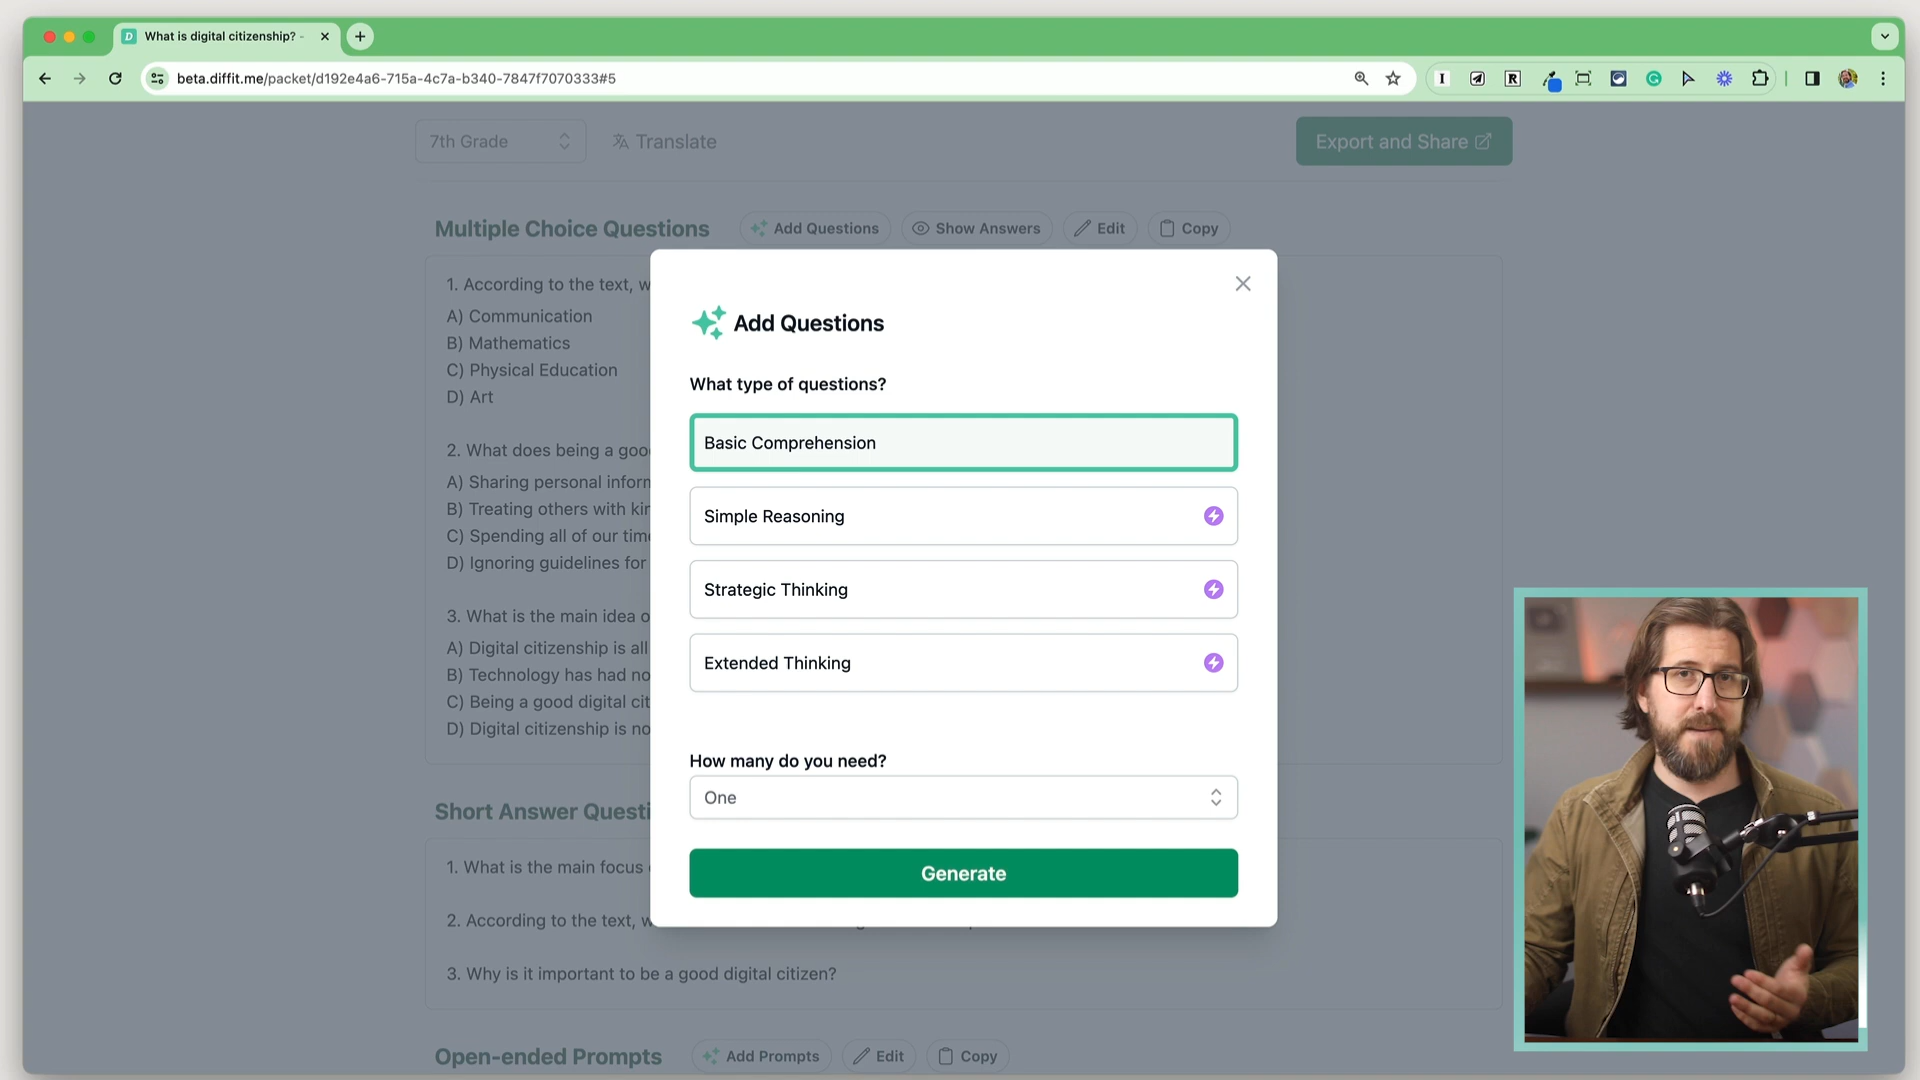 What is digital citizenship? -
beta.diffit.me/packet/d192e4a6-715a-4c7a-b340-7847f7070333#5
7th Grade
Translate
Export and Share
Multiple Choice Questions
Add Questions
Show Answers
Edit
Copy
1. According to the text, w
A) Communication
B) Mathematics
C) Physical Education
D) Art
2. What does being a goo
A) Sharing personal inforn
B) Treating others with kin
C) Spending all of our time
D) Ignoring guidelines for
3. What is the main idea o
A) Digital citizenship is all
B) Technology has had no
C) Being a good digital cit
D) Digital citizenship is no
Add Questions
What type of questions?
Basic Comprehension
Simple Reasoning
Strategic Thinking
Extended Thinking
How many do you need?
One
Generate
Short Answer Questi
1. What is the main focus
2. According to the text, w
3. Why is it important to be a good digital citizen?
Open-ended Prompts
Add Prompts
Edit
Copy